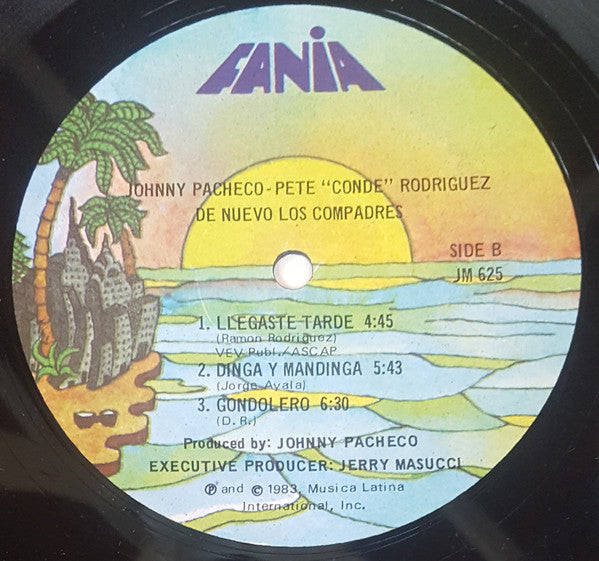 FANIA
JOHNNY PACHECO - PETE "CONDE" RODRIGUEZ
DE NUEVO LOS COMPADRES
SIDE B
JM 625
1. LLEGASTE TARDE 4:45
(Ramon Rodriguez)
VEV Publ./ASCAP
2. DINGA Y MANDINGA 5:43
(Jorge Ayala)
3. GONDOLERO 6:30
(D. R.)
Produced by: JOHNNY PACHECO
EXECUTIVE PRODUCER: JERRY MASUCCI
℗ and © 1983, Musica Latina
International, Inc.